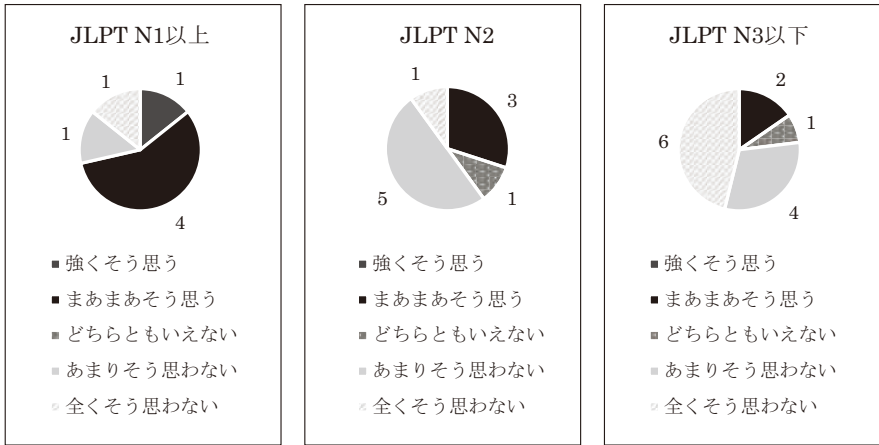 JLPT N1以上
1
1
1
4
■ 強くそう思う
■ まあまあそう思う
■ どちらともいえない
■ あまりそう思わない
■ 全くそう思わない
JLPT N2
1
3
5
1
■ 強くそう思う
■ まあまあそう思う
■ どちらともいえない
■ あまりそう思わない
■ 全くそう思わない
JLPT N3以下
2
1
6
4
■ 強くそう思う
■ まあまあそう思う
■ どちらともいえない
■ あまりそう思わない
■ 全くそう思わない